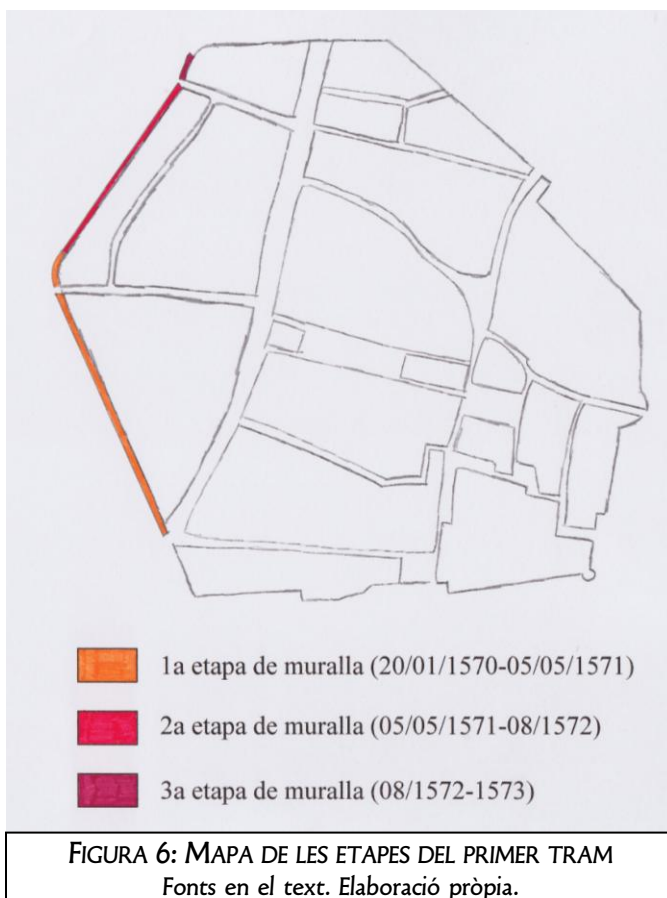 1a etapa de muralla (20/01/1570-05/05/1571)
2a etapa de muralla (05/05/1571-08/1572)
3a etapa de muralla (08/1572-1573)
FIGURA 6: MAPA DE LES ETAPES DEL PRIMER TRAM
Fonts en el text. Elaboració pròpia.